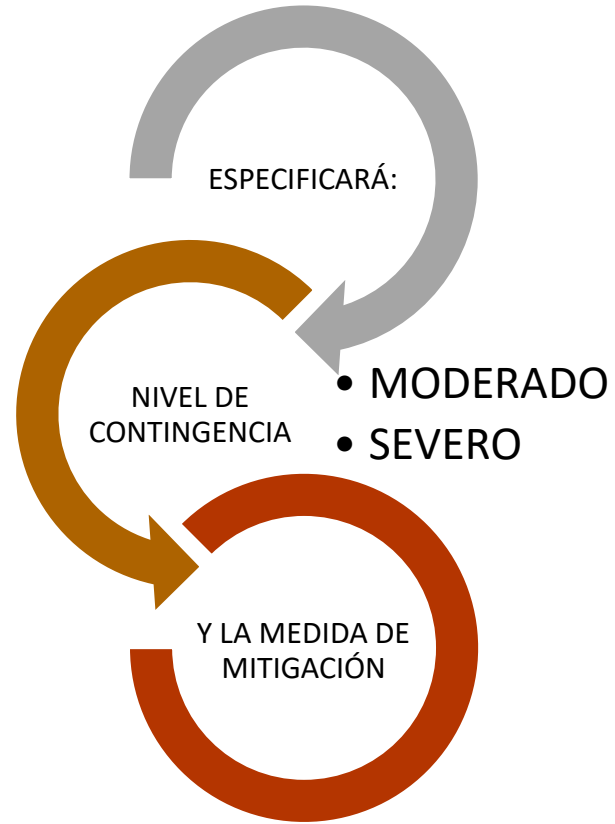 ESPECIFICARÁ:
NIVEL DE
CONTINGENCIA
• MODERADO
• SEVERO
Y LA MEDIDA DE
MITIGACIÓN